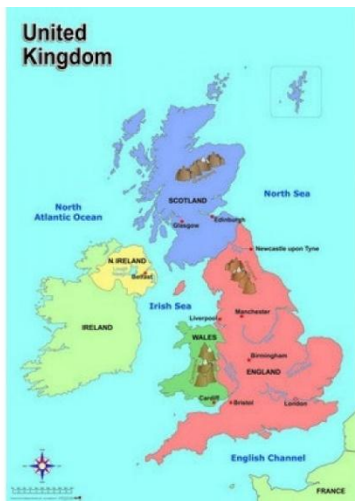 United
Kingdom
North
Atlantic Ocean
North Sea
SCOTLAND
Edinburgh
Glasgow
Newcastle upon Tyne
N.IRELAND
Belfast
Irish Sea
IRELAND
Liverpool
Manchester
WALES
Birmingham
ENGLAND
Cardiff
Bristol
London
English Channel
FRANCE